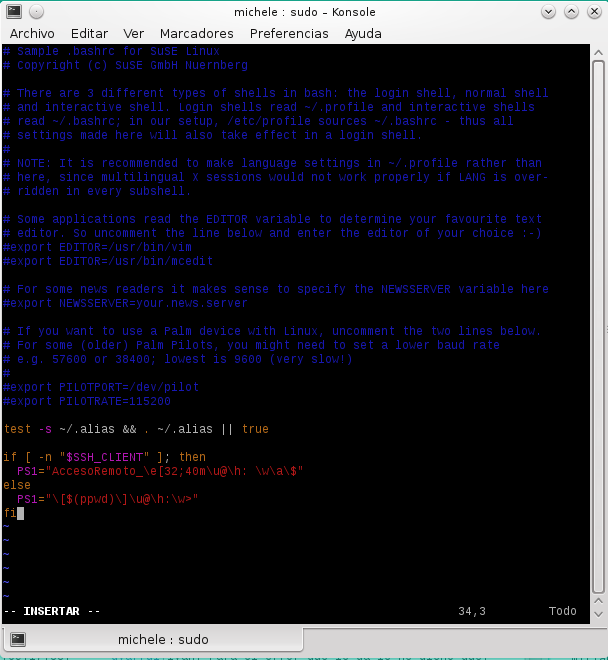 michele : sudo – Konsole
Archivo Editar Ver Marcadores Preferencias Ayuda
# Sample .bashrc for SuSE Linux
# Copyright (c) SuSE GmbH Nuernberg

# There are 3 different types of shells in bash: the login shell, normal shell
# and interactive shell. Login shells read ~/.profile and interactive shells
# read ~/.bashrc; in our setup, /etc/profile sources ~/.bashrc - thus all
# settings made here will also take effect in a login shell.
#
# NOTE: It is recommended to make language settings in ~/.profile rather than
# here, since multilingual X sessions would not work properly if LANG is over-
# ridden in every subshell.

# Some applications read the EDITOR variable to determine your favourite text
# editor. So uncomment the line below and enter the editor of your choice :-)
#export EDITOR=/usr/bin/vim
#export EDITOR=/usr/bin/mcedit

# For some news readers it makes sense to specify the NEWSSERVER variable here
#export NEWSSERVER=your.news.server

# If you want to use a Palm device with Linux, uncomment the two lines below.
# For some (older) Palm Pilots, you might need to set a lower baud rate
# e.g. 57600 or 38400; lowest is 9600 (very slow!)
#
#export PILOTPORT=/dev/pilot
#export PILOTRATE=115200

test -s ~/.alias && . ~/.alias || true

if [ -n "$SSH_CLIENT" ]; then
  PS1="AccesoRemoto_\e[32;40m\u@\h: \w\a\$"
else
  PS1="\[$(ppwd)\]\u@\h:\w>"
fi
~
~
~
~
~
~
-- INSERTAR -- 34,3 Todo
michele : sudo